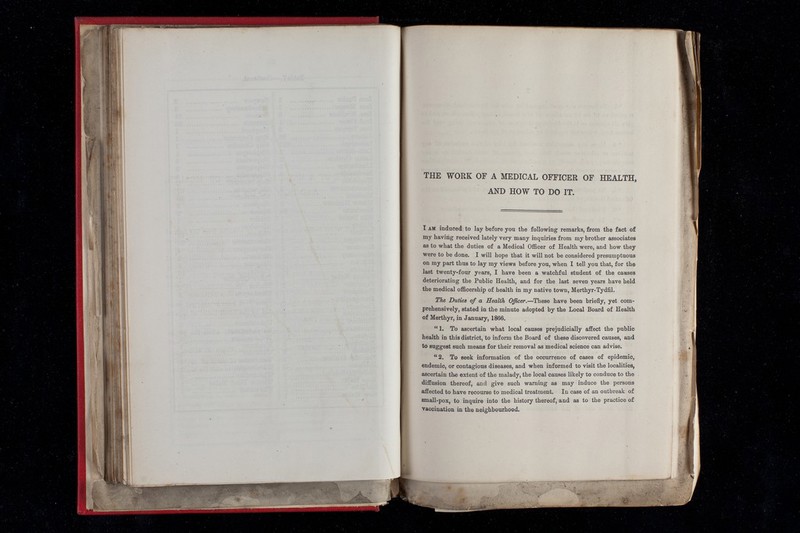 THE WORK OF A MEDICAL OFFICER OF HEALTH,
AND HOW TO DO IT.
I AM induced to lay before you the following remarks, from the fact of
my having received lately very many inquiries from my brother associates
as to what the duties of a Medical Officer of Health were, and how they
were to be done. I will hope that it will not be considered presumptuous
on my part thus to lay my views before you, when I tell you that, for the
last twenty-four years, I have been a watchful student of the causes
deteriorating the Public Health, and for the last seven years have held
the medical officership of health in my native town, Merthyr-Tydfil.
The Duties of a Health Officer.—These have been briefly, yet com-
prehensively, stated in the minute adopted by the Local Board of Health
of Merthyr, in January, 1866.
"1. To ascertain what local causes prejudicially affect the public
health in this district, to inform the Board of these discovered causes, and
to suggest such means for their removal as medical science can advise.
"2. To seek information of the occurrence of cases of epidemic,
endemic, or contagious diseases, and when informed to visit the localities,
ascertain the extent of the malady, the local causes likely to conduce to the
diffusion thereof, and give such warning as may induce the persons
affected to have recourse to medical treatment. In case of an outbreak of
small-pox, to inquire into the history thereof, and as to the practice of
vaccination in the neighbourhood.